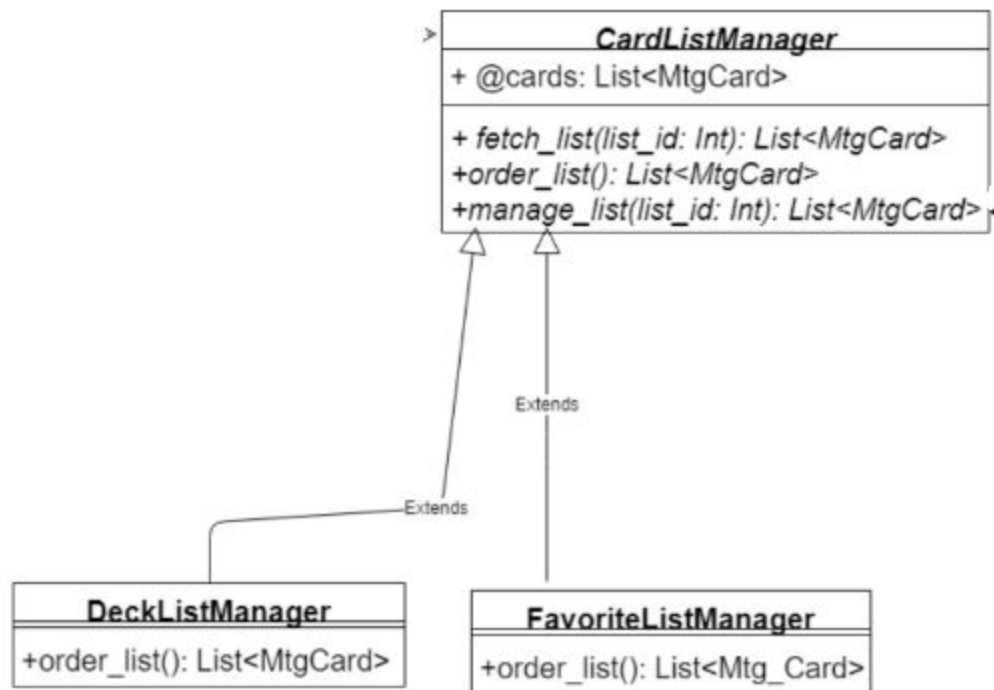 CardListManager
+ @cards: List<MtgCard>
+ fetch_list(list_id: Int): List<MtgCard>
+order_list(): List<MtgCard>
+manage_list(list_id: Int): List<MtgCard>
Extends
Extends
DeckListManager
+order_list(): List<MtgCard>
FavoriteListManager
+order_list(): List<Mtg_Card>